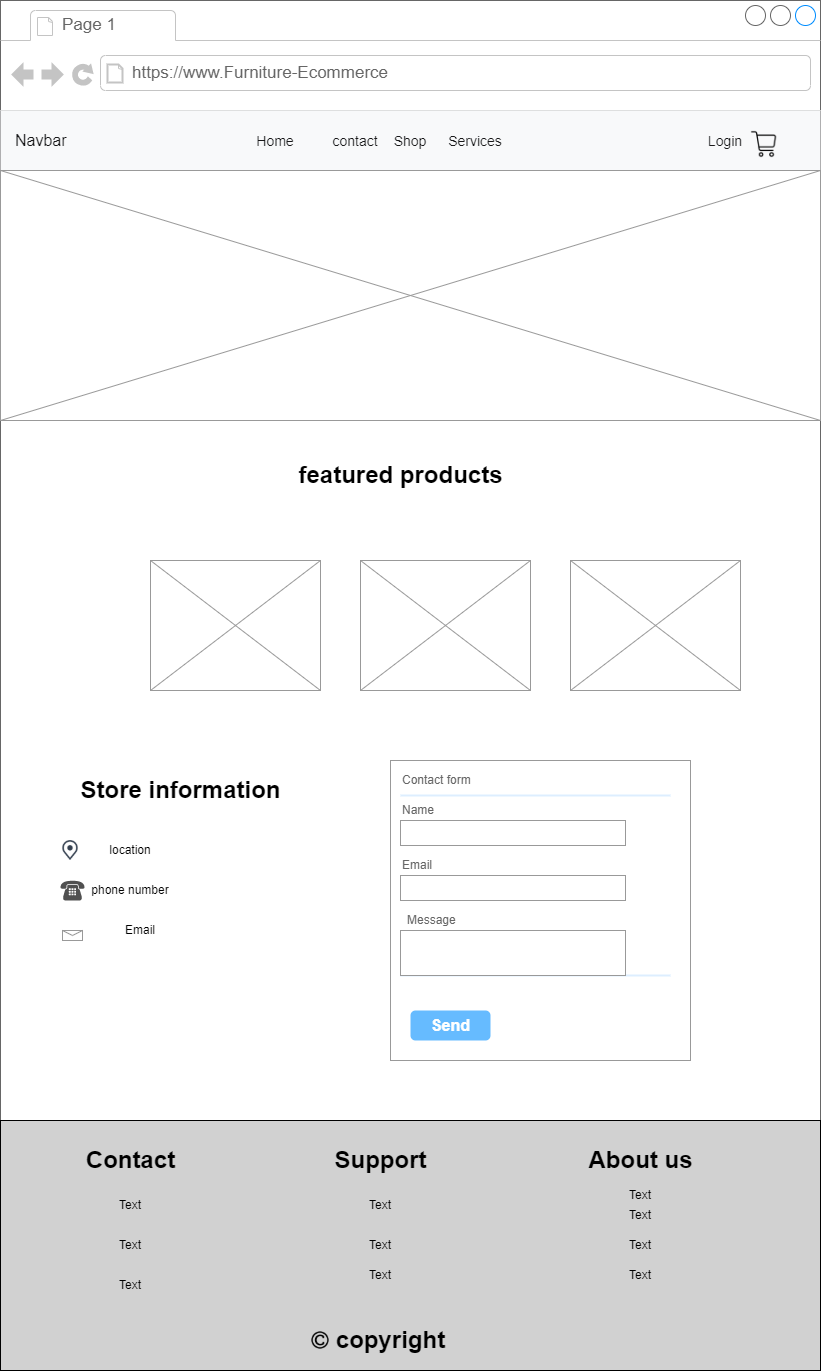 Page 1
https://www.Furniture-Ecommerce
Navbar Home contact Shop Services Login
featured products
Store information
location
phone number
Email
Contact form
Name
Email
Message
Send
Contact
Text
Text
Text
Support
Text
Text
Text
About us
Text
Text
Text
Text
© copyright